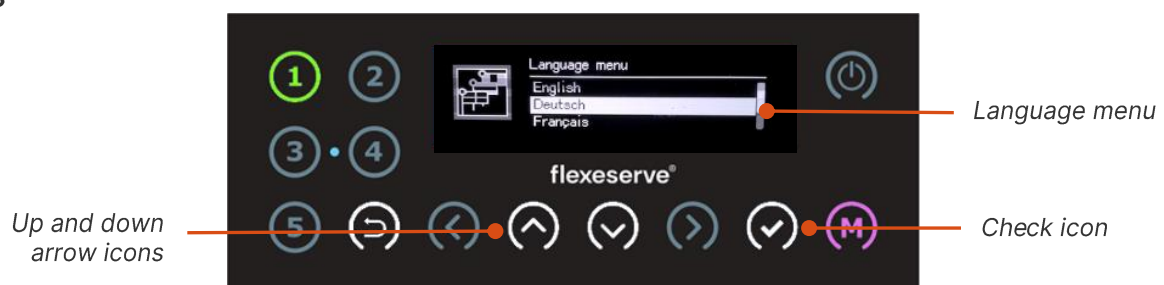 1
2
Language menu
English
Deutsch
Français
Language menu
3
4
flexeserve®
Up and down
arrow icons
5
M
Check icon